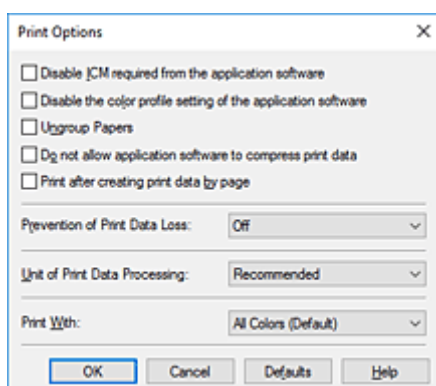 Print Options
Disable ICM required from the application software
Disable the color profile setting of the application software
Ungroup Papers
Do not allow application software to compress print data
Print after creating print data by page
Prevention of Print Data Loss: Off
Unit of Print Data Processing: Recommended
Print With: All Colors (Default)
OK Cancel Defaults Help